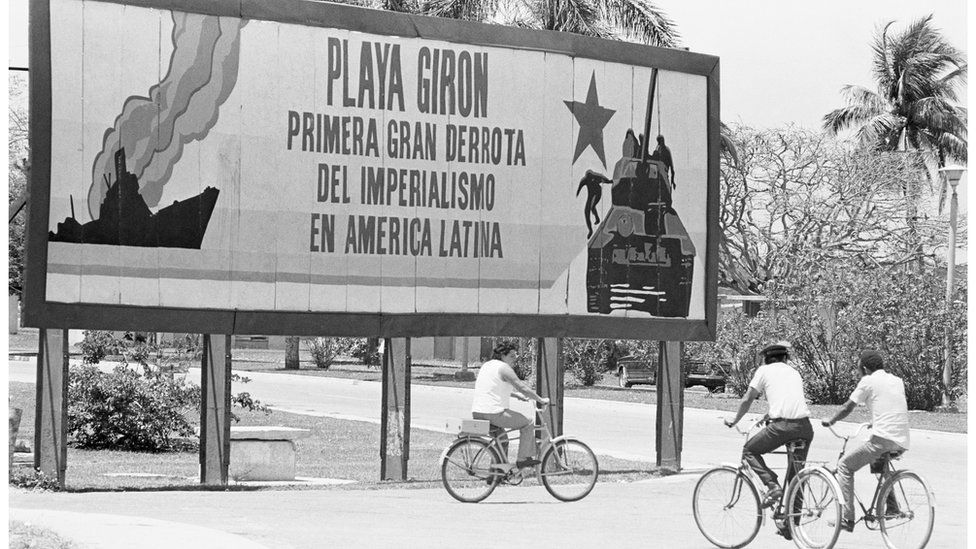 PLAYA GIRON
PRIMERA GRAN DERROTA
DEL IMPERIALISMO
EN AMERICA LATINA